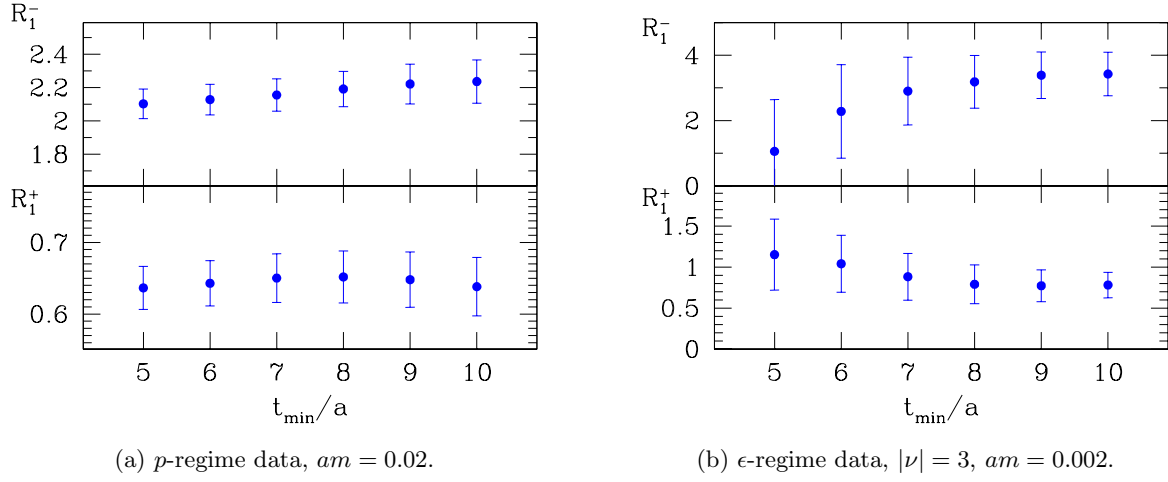 R₁⁻
2.4
2.2
2
1.8
R₁⁺
0.7
0.6
5 6 7 8 9 10
t_min/a
(a) p-regime data, am = 0.02.
R₁⁻
4
2
0
R₁⁺
1.5
1
0.5
0
5 6 7 8 9 10
t_min/a
(b) ϵ-regime data, |ν| = 3, am = 0.002.